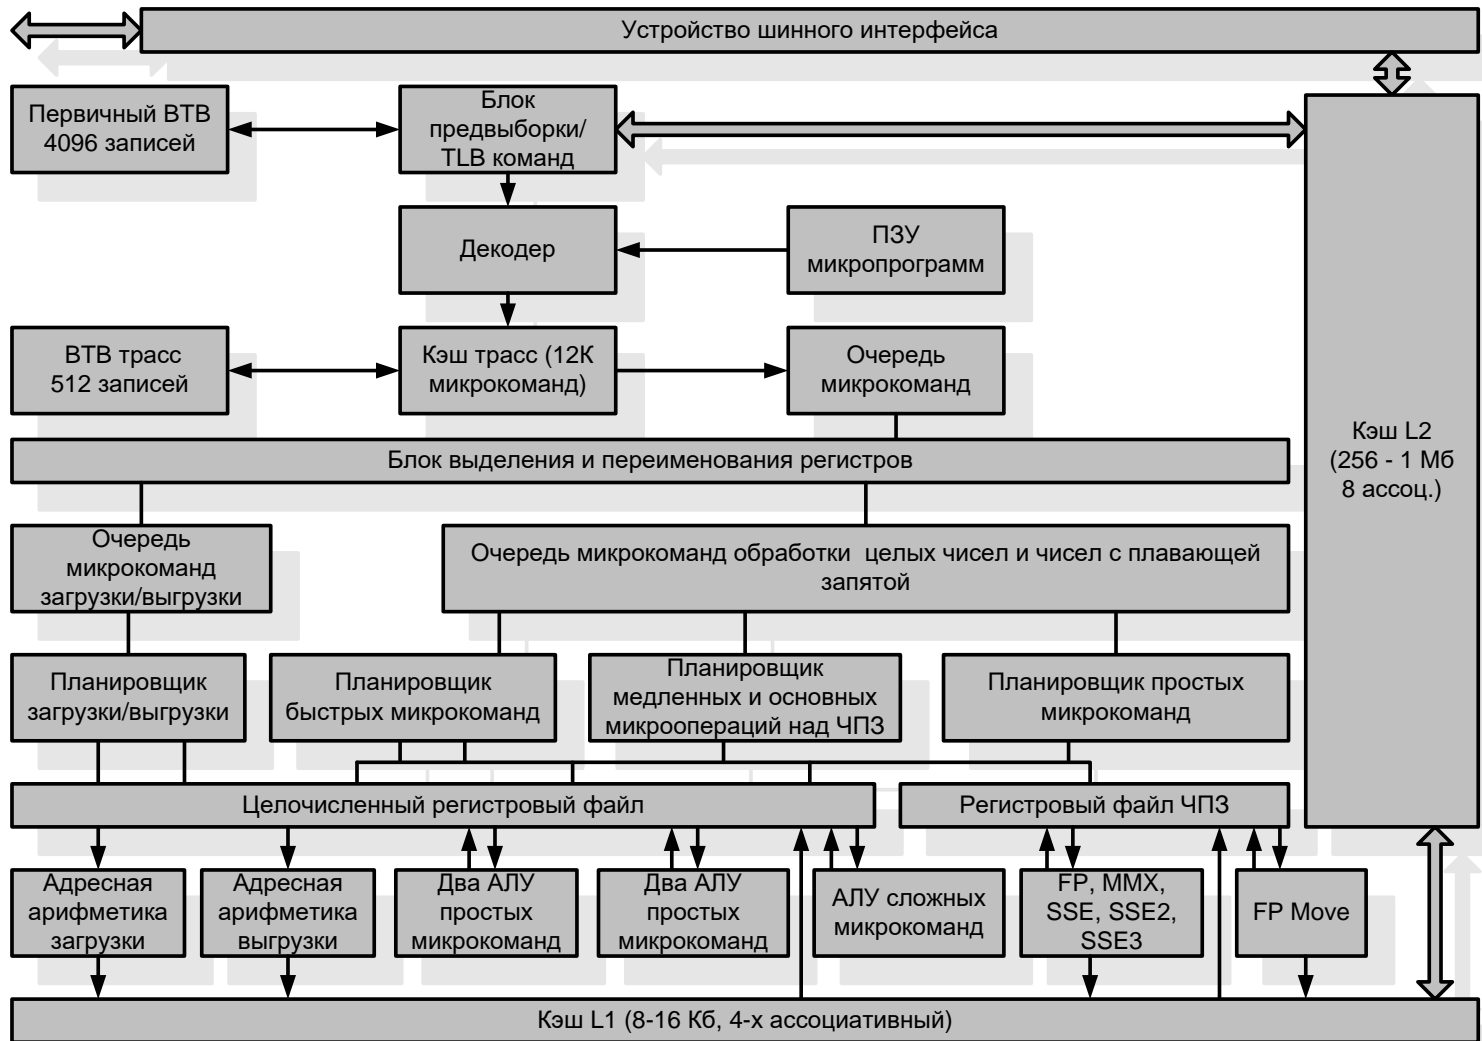 Устройство шинного интерфейса
Первичный BTB
4096 записей
Блок
предвыборки/
TLB команд
Декодер
ПЗУ
микропрограмм
BTB трасс
512 записей
Кэш трасс (12К
микрокоманд)
Очередь
микрокоманд
Кэш L2
(256 - 1 Мб
8 ассоц.)
Блок выделения и переименования регистров
Очередь
микрокоманд
загрузки/выгрузки
Очередь микрокоманд обработки  целых чисел и чисел с плавающей
запятой
Планировщик
загрузки/выгрузки
Планировщик
быстрых микрокоманд
Планировщик
медленных и основных
микроопераций над ЧПЗ
Планировщик простых
микрокоманд
Целочисленный регистровый файл
Регистровый файл ЧПЗ
Адресная
арифметика
загрузки
Адресная
арифметика
выгрузки
Два АЛУ
простых
микрокоманд
Два АЛУ
простых
микрокоманд
АЛУ сложных
микрокоманд
FP, MMX,
SSE, SSE2,
SSE3
FP Move
Кэш L1 (8-16 Кб, 4-х ассоциативный)